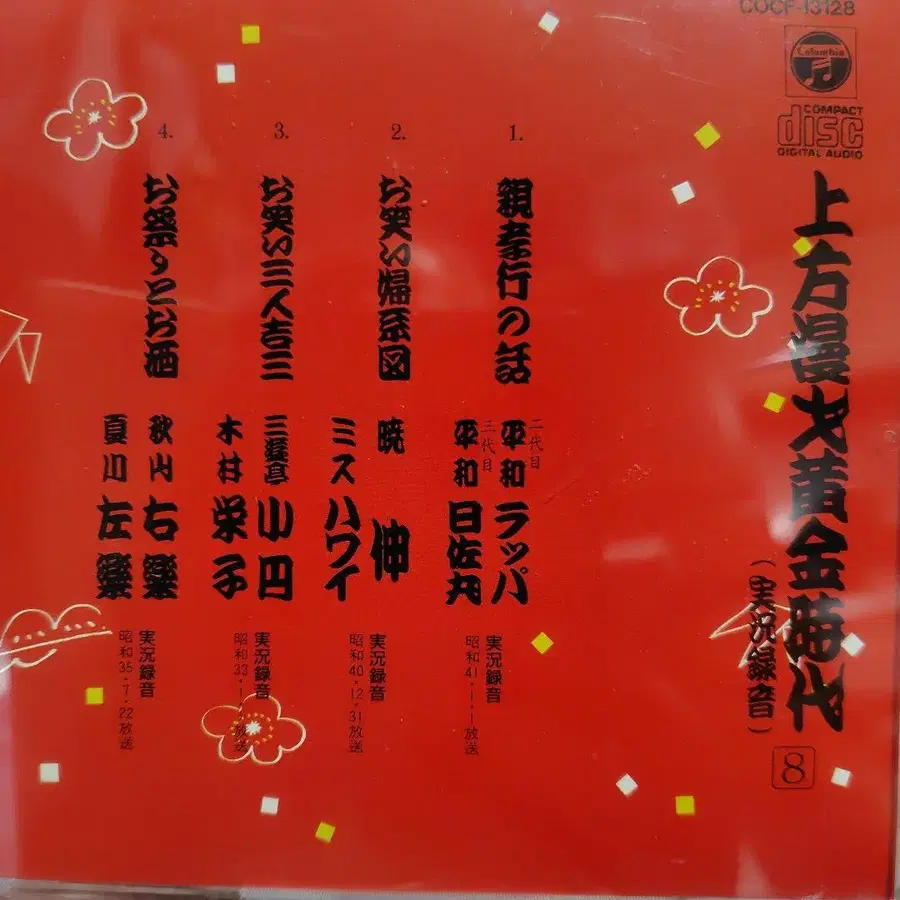 COCF-13128
Columbia
COMPACT
disc
DIGITAL AUDIO
上方漫才黄金時代
(実況録音)
8
1.
親孝行の話
二代目
平和 ラッパ
三代目
平和 日佐丸
実況録音
昭和41・1・1放送
2.
お笑い婦系図
暁 伸
ミス ハワイ
実況録音
昭和40・12・31放送
3.
お笑い三人吉三
三遊亭 小円
木村 栄子
実況録音
昭和33・1・1放送
4.
お祭りとお酒
秋山 右楽
夏川 左楽
実況録音
昭和35・7・22放送